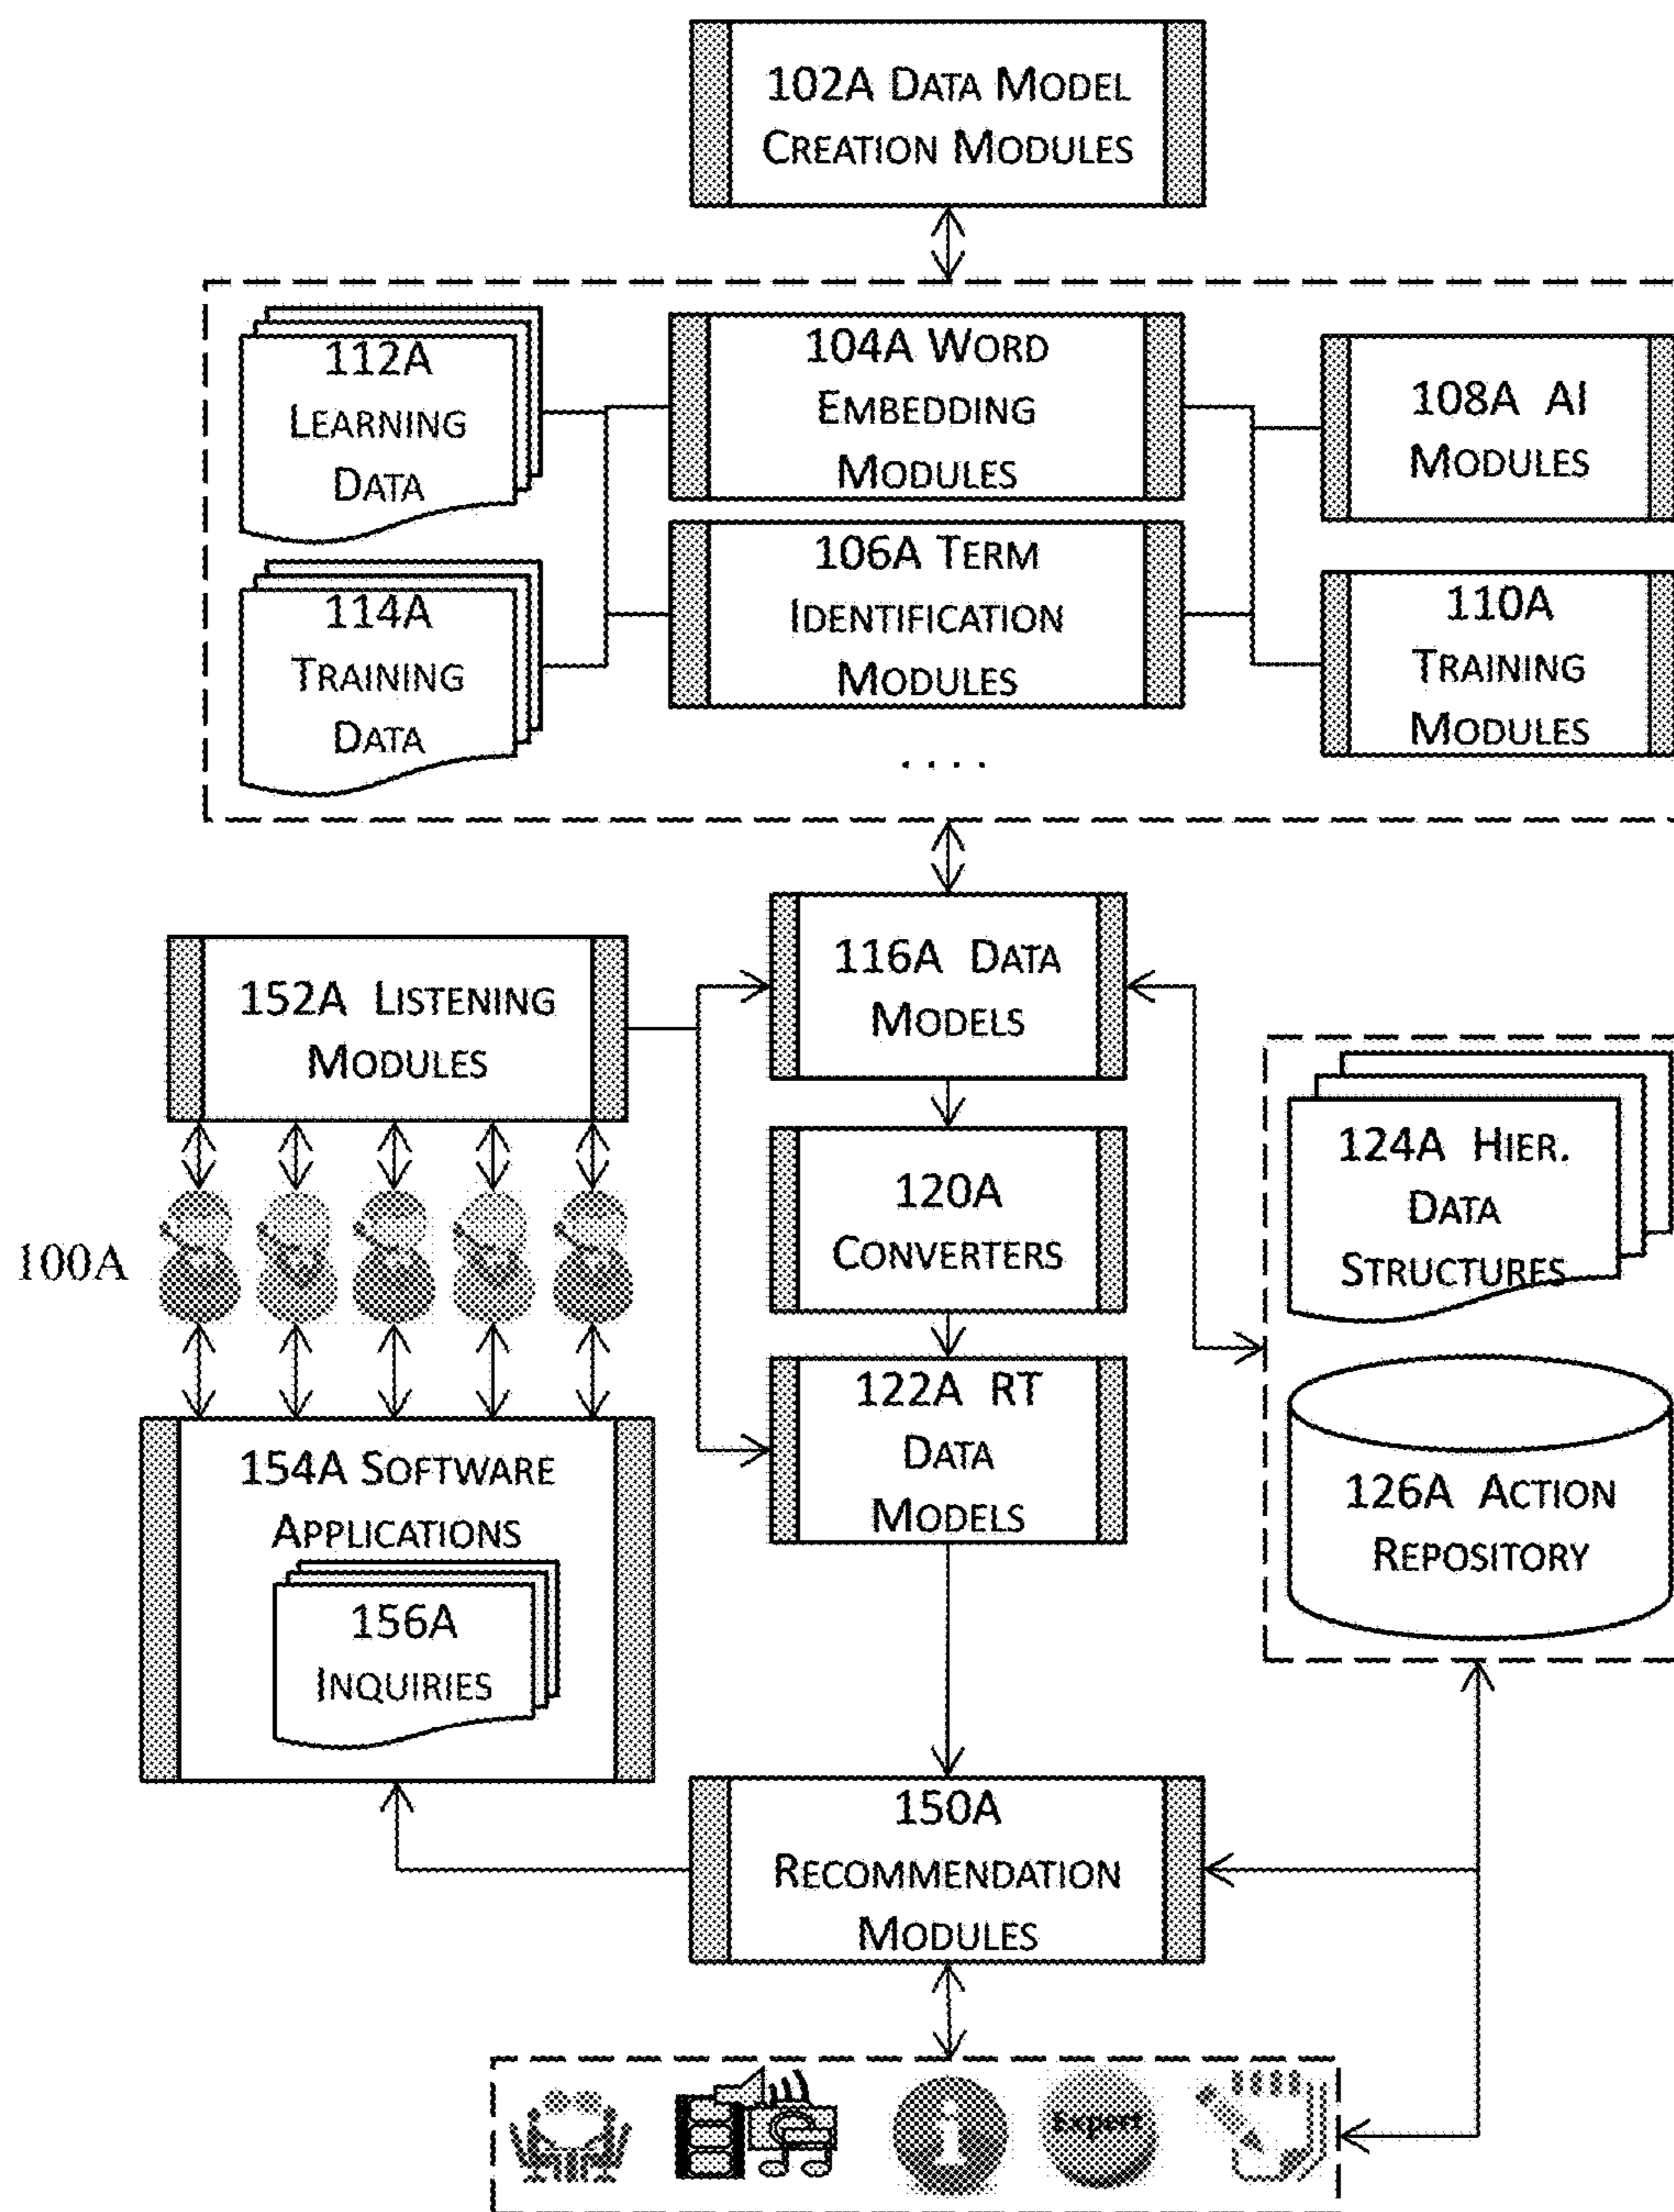 102A DATA MODEL
CREATION MODULES
112A
LEARNING
DATA
104A WORD
EMBEDDING
MODULES
108A AI
MODULES
114A
TRAINING
DATA
106A TERM
IDENTIFICATION
MODULES
110A
TRAINING
MODULES
. . . .
152A LISTENING
MODULES
116A DATA
MODELS
124A HIER.
DATA
STRUCTURES
100A
120A
CONVERTERS
154A SOFTWARE
APPLICATIONS
156A
INQUIRIES
122A RT
DATA
MODELS
126A ACTION
REPOSITORY
150A
RECOMMENDATION
MODULES
i
Expert